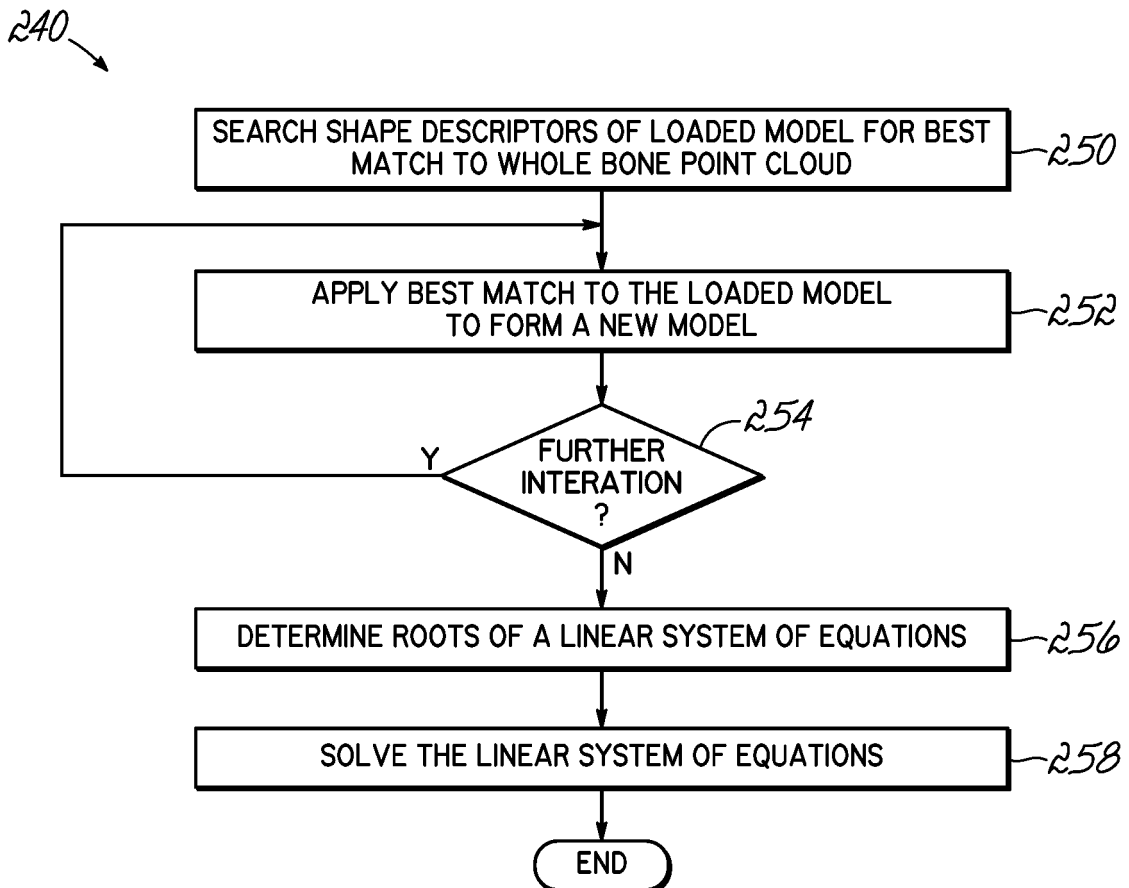 240
SEARCH SHAPE DESCRIPTORS OF LOADED MODEL FOR BEST
MATCH TO WHOLE BONE POINT CLOUD
250
APPLY BEST MATCH TO THE LOADED MODEL
TO FORM A NEW MODEL
252
254
FURTHER
INTERATION
?
Y
N
DETERMINE ROOTS OF A LINEAR SYSTEM OF EQUATIONS
256
SOLVE THE LINEAR SYSTEM OF EQUATIONS
258
END